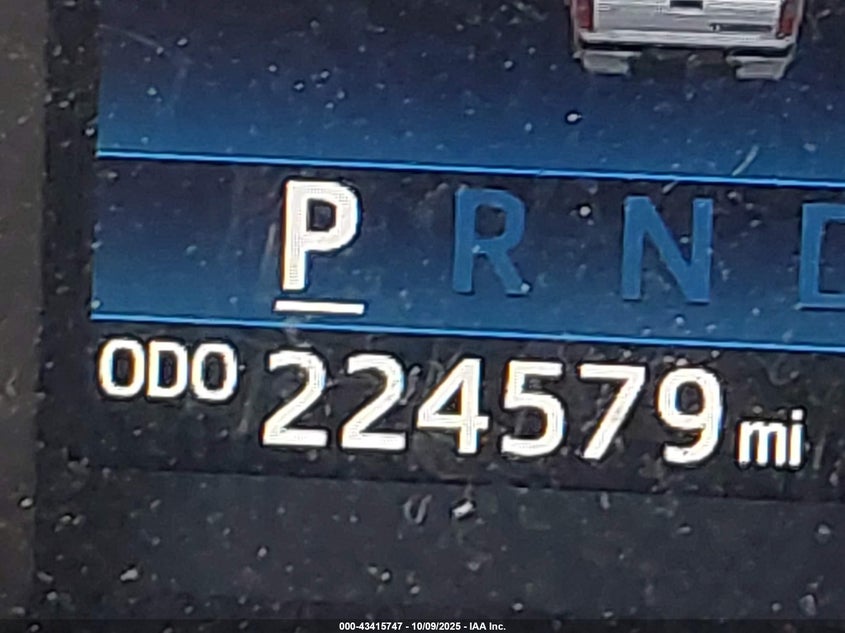 P R N D
ODO 224579 mi
000-43415747 - 10/09/2025 - IAA Inc.